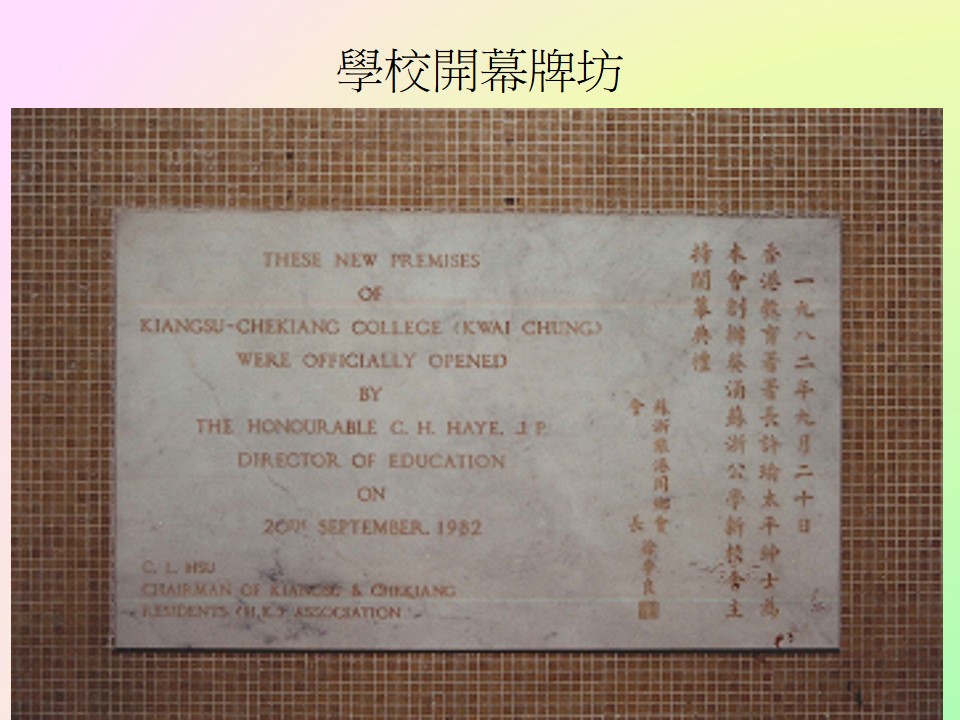 學校開幕牌坊
THESE NEW PREMISES
OF
KIANGSU-CHEKIANG COLLEGE (KWAI CHUNG)
WERE OFFICIALLY OPENED
BY
THE HONOURABLE C. H. HAYE, J.P.
DIRECTOR OF EDUCATION
ON
20TH SEPTEMBER, 1982
C. L. HSU
CHAIRMAN OF KIANGSU & CHEKIANG
RESIDENTS (H.K.) ASSOCIATION
一九八二年九月二十日
香港教育署署長許瑜太平紳士為
本會創辦葵涌蘇浙公學新校舍主
持開幕典禮
蘇浙旅港同鄉會
會長 徐季良